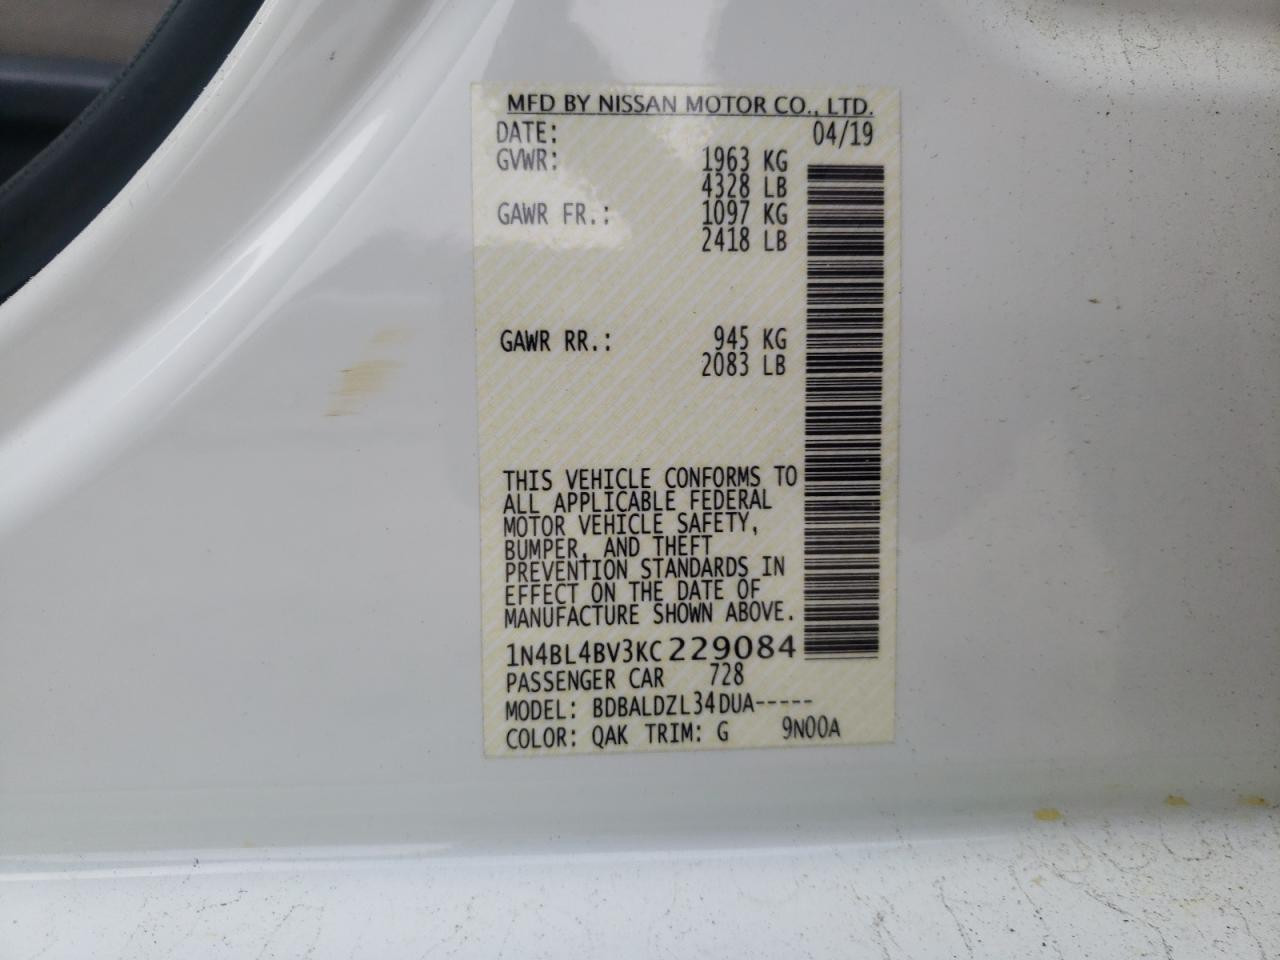 MFD BY NISSAN MOTOR CO., LTD.
DATE: 04/19
GVWR: 1963 KG
4328 LB
GAWR FR.: 1097 KG
2418 LB
GAWR RR.: 945 KG
2083 LB
THIS VEHICLE CONFORMS TO
ALL APPLICABLE FEDERAL
MOTOR VEHICLE SAFETY,
BUMPER, AND THEFT
PREVENTION STANDARDS IN
EFFECT ON THE DATE OF
MANUFACTURE SHOWN ABOVE.
1N4BL4BV3KC229084
PASSENGER CAR 728
MODEL: BDBALDZL34DUA-----
COLOR: QAK TRIM: G 9N00A